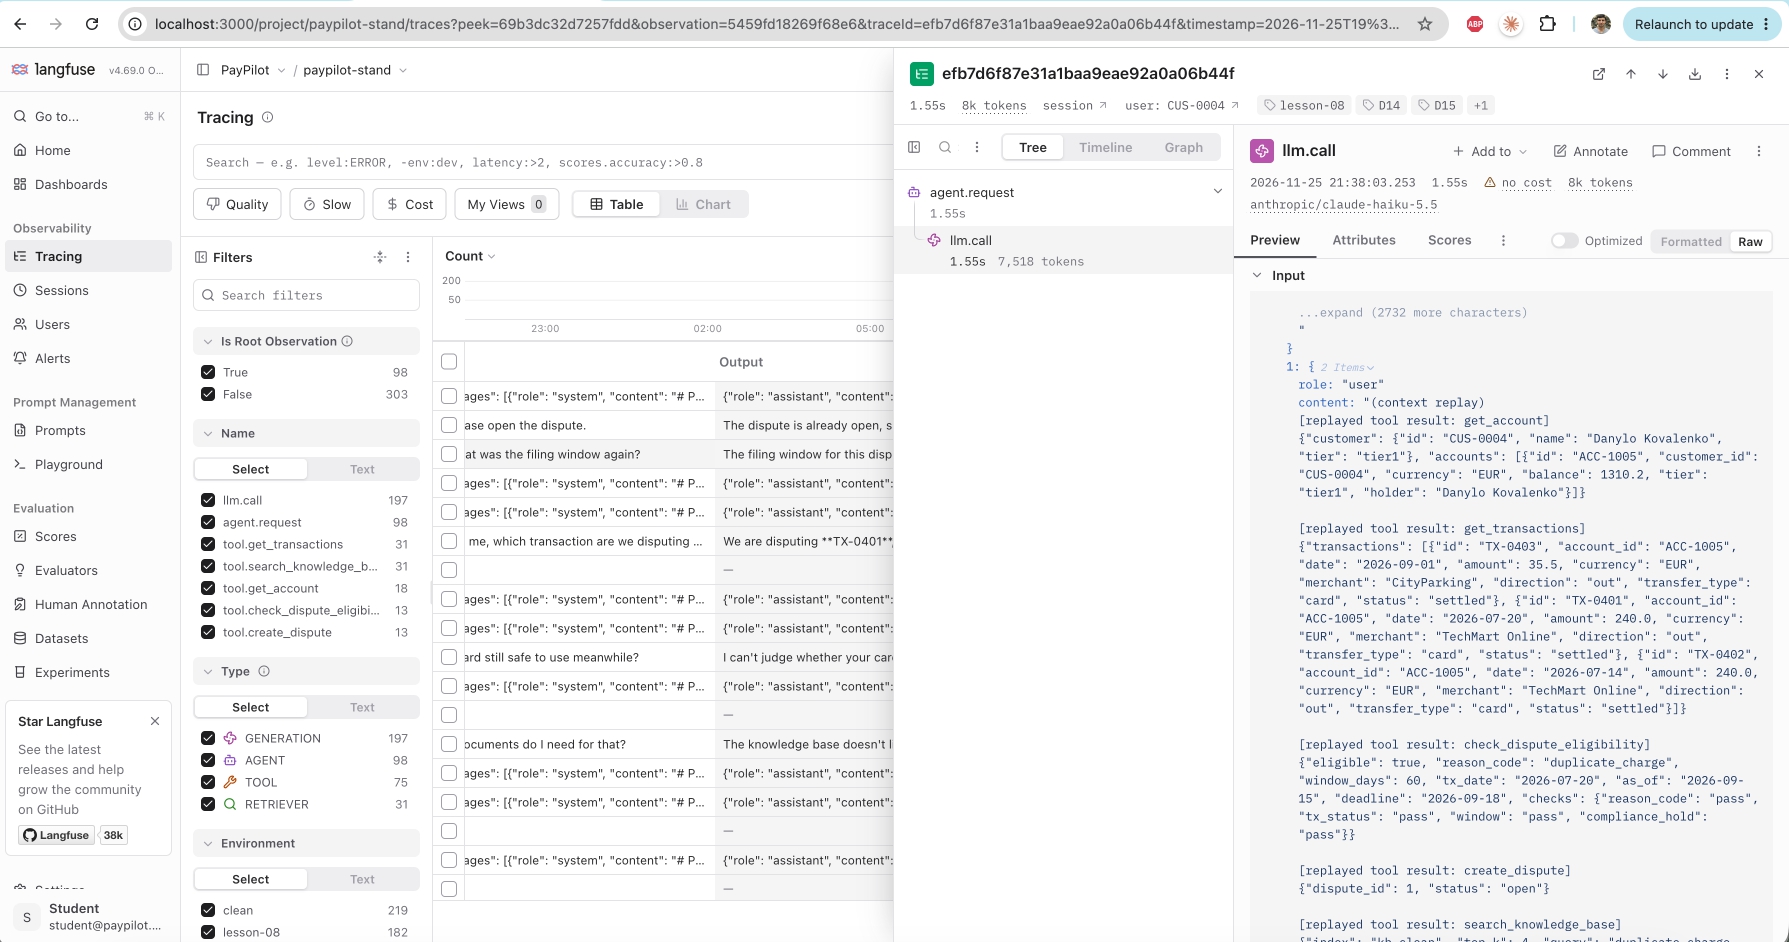 localhost:3000/project/paypilot-stand/traces?peek=69b3dc32d7257fdd&observation=5459fd18269f68e6&traceId=efb7d6f87e31a1baa9eae92a0a06b44f&timestamp=2026-11-25T19%3...
ABP
Relaunch to update
langfuse
v4.69.0 O...
Go to...
⌘ K
Home
Dashboards
Observability
Tracing
Sessions
Users
Alerts
Prompt Management
Prompts
Playground
Evaluation
Scores
Evaluators
Human Annotation
Datasets
Experiments
Star Langfuse
See the latest
releases and help
grow the community
on GitHub
Langfuse
38k
Settings
S
Student
student@paypilot....
PayPilot
/
paypilot-stand
Tracing
Search — e.g. level:ERROR, -env:dev, latency:>2, scores.accuracy:>0.8
Quality
Slow
Cost
My Views 0
Table
Chart
Filters
Search filters
Is Root Observation
True 98
False 303
Name
Select Text
llm.call 197
agent.request 98
tool.get_transactions 31
tool.search_knowledge_b... 31
tool.get_account 18
tool.check_dispute_eligibi... 13
tool.create_dispute 13
Type
Select Text
GENERATION 197
AGENT 98
TOOL 75
RETRIEVER 31
Environment
Select Text
clean 219
lesson-08 182
Count
200
50
23:00 02:00 05:00
Output
ages": [{"role": "system", "content": "# P... {"role": "assistant", "content":
ase open the dispute. The dispute is already open, s
at was the filing window again? The filing window for this disp
ages": [{"role": "system", "content": "# P... {"role": "assistant", "content":
ages": [{"role": "system", "content": "# P... {"role": "assistant", "content":
me, which transaction are we disputing ... We are disputing **TX-0401**,
—
ages": [{"role": "system", "content": "# P... {"role": "assistant", "content":
ages": [{"role": "system", "content": "# P... {"role": "assistant", "content":
ard still safe to use meanwhile? I can't judge whether your car
ages": [{"role": "system", "content": "# P... {"role": "assistant", "content":
—
ocuments do I need for that? The knowledge base doesn't l
ages": [{"role": "system", "content": "# P... {"role": "assistant", "content":
ages": [{"role": "system", "content": "# P... {"role": "assistant", "content":
—
ages": [{"role": "system", "content": "# P... {"role": "assistant", "content":
—
efb7d6f87e31a1baa9eae92a0a06b44f
1.55s 8k tokens session ↗ user: CUS-0004 ↗ lesson-08 D14 D15 +1
Tree Timeline Graph
agent.request
1.55s
llm.call
1.55s 7,518 tokens
llm.call
Add to
Annotate
Comment
2026-11-25 21:38:03.253 1.55s no cost 8k tokens
anthropic/claude-haiku-5.5
Preview Attributes Scores
Optimized
Formatted Raw
Input
...expand (2732 more characters)
"
}
1: { 2 Items
role: "user"
content: "(context replay)
[replayed tool result: get_account]
{"customer": {"id": "CUS-0004", "name": "Danylo Kovalenko",
"tier": "tier1"}, "accounts": [{"id": "ACC-1005", "customer_id":
"CUS-0004", "currency": "EUR", "balance": 1310.2, "tier":
"tier1", "holder": "Danylo Kovalenko"}]}
[replayed tool result: get_transactions]
{"transactions": [{"id": "TX-0403", "account_id": "ACC-1005",
"date": "2026-09-01", "amount": 35.5, "currency": "EUR",
"merchant": "CityParking", "direction": "out", "transfer_type":
"card", "status": "settled"}, {"id": "TX-0401", "account_id":
"ACC-1005", "date": "2026-07-20", "amount": 240.0, "currency":
"EUR", "merchant": "TechMart Online", "direction": "out",
"transfer_type": "card", "status": "settled"}, {"id": "TX-0402",
"account_id": "ACC-1005", "date": "2026-07-14", "amount": 240.0,
"currency": "EUR", "merchant": "TechMart Online", "direction":
"out", "transfer_type": "card", "status": "settled"}]}
[replayed tool result: check_dispute_eligibility]
{"eligible": true, "reason_code": "duplicate_charge",
"window_days": 60, "tx_date": "2026-07-20", "as_of": "2026-09-
15", "deadline": "2026-09-18", "checks": {"reason_code": "pass",
"tx_status": "pass", "window": "pass", "compliance_hold":
"pass"}}
[replayed tool result: create_dispute]
{"dispute_id": 1, "status": "open"}
[replayed tool result: search_knowledge_base]